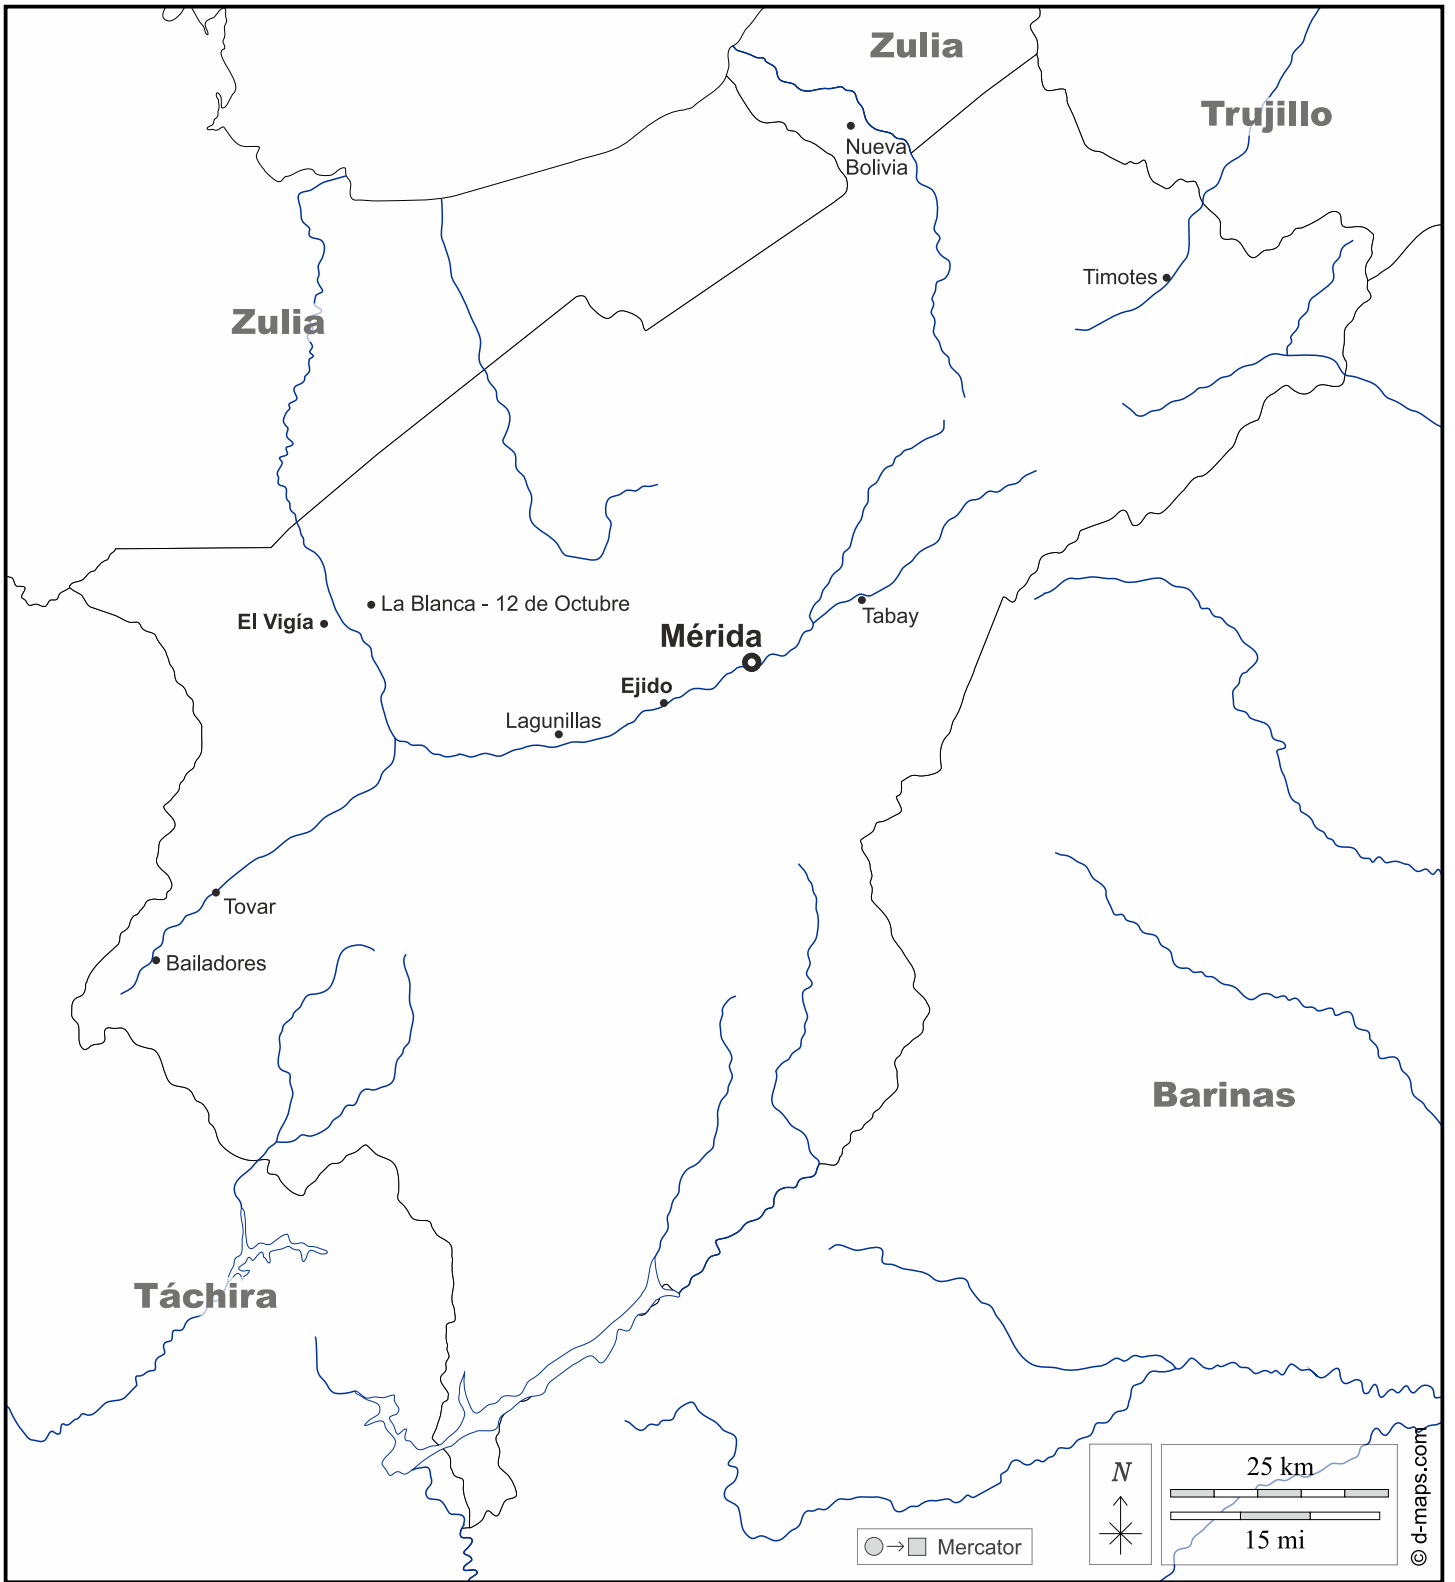 Zulia
Trujillo
Nueva
Bolivia
Timotes
Zulia
La Blanca - 12 de Octubre
El Vigía
Tabay
Mérida
Ejido
Lagunillas
Tovar
Bailadores
Barinas
Táchira
N
25 km
15 mi
Mercator
© d-maps.com